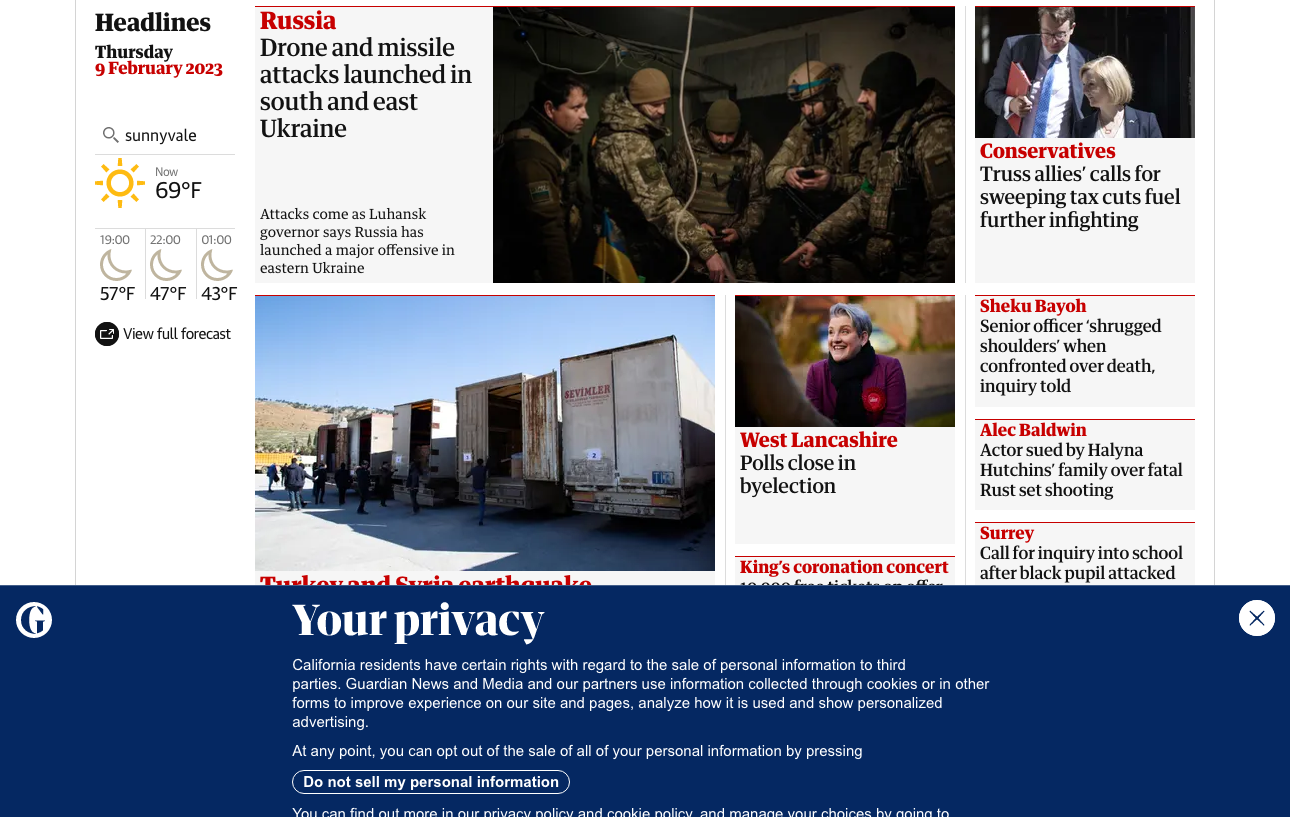 Headlines
Thursday
9 February 2023
sunnyvale
Now
69°F
19:00
22:00
01:00
57°F
47°F
43°F
View full forecast
Russia
Drone and missile
attacks launched in
south and east
Ukraine
Attacks come as Luhansk
governor says Russia has
launched a major offensive in
eastern Ukraine
Conservatives
Truss allies’ calls for
sweeping tax cuts fuel
further infighting
SEVIMLER
1
2
Turkey and Syria earthquake
West Lancashire
Polls close in
byelection
King’s coronation concert
10,000 free tickets on offer
Sheku Bayoh
Senior officer ‘shrugged
shoulders’ when
confronted over death,
inquiry told
Alec Baldwin
Actor sued by Halyna
Hutchins’ family over fatal
Rust set shooting
Surrey
Call for inquiry into school
after black pupil attacked
G
Your privacy
California residents have certain rights with regard to the sale of personal information to third
parties. Guardian News and Media and our partners use information collected through cookies or in other
forms to improve experience on our site and pages, analyze how it is used and show personalized
advertising.
At any point, you can opt out of the sale of all of your personal information by pressing
Do not sell my personal information
You can find out more in our privacy policy and cookie policy, and manage your choices by going to